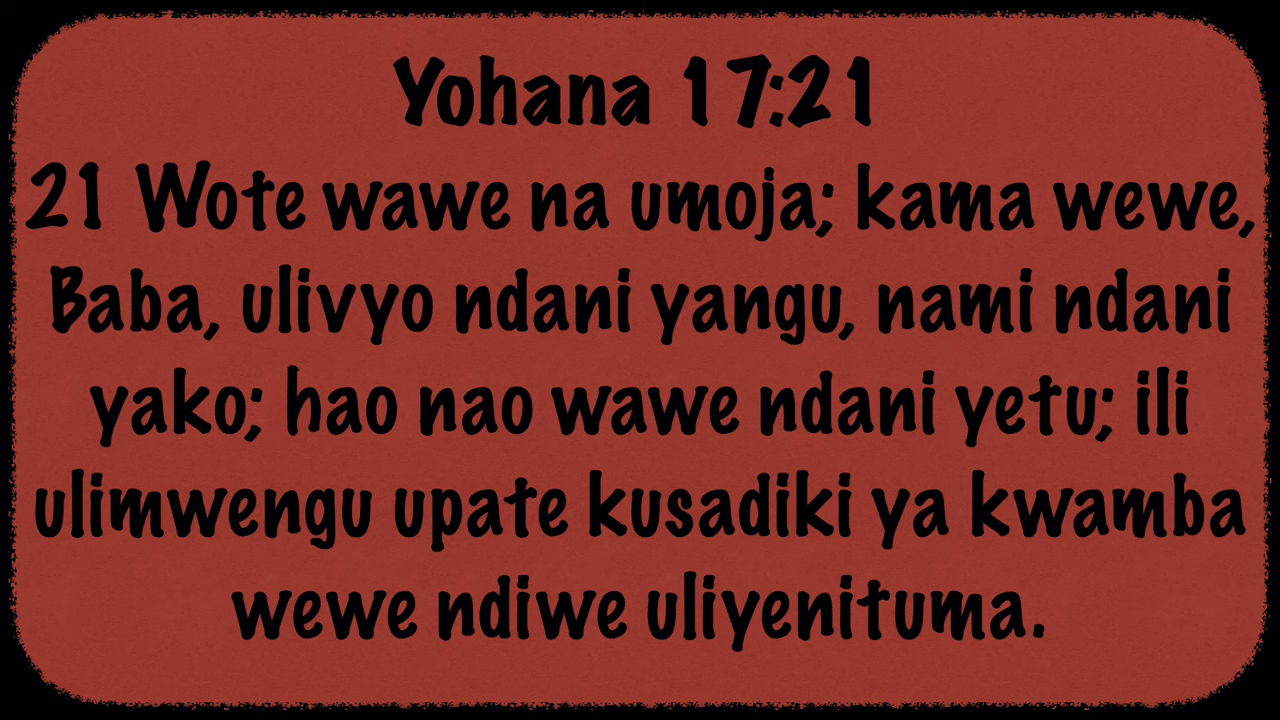 Yohana 17:21
21 Wote wawe na umoja; kama wewe,
Baba, ulivyo ndani yangu, nami ndani
yako; hao nao wawe ndani yetu; ili
ulimwengu upate kusadiki ya kwamba
wewe ndiwe uliyenituma.